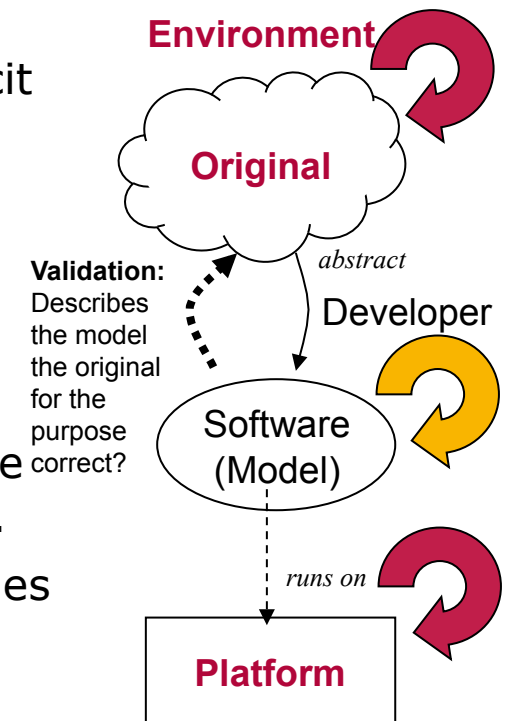 Environment
cit
Original
abstract
Validation:
Describes
the model
the original
for the
purpose
correct?
Developer
Software
(Model)
e
.
es
runs on
Platform